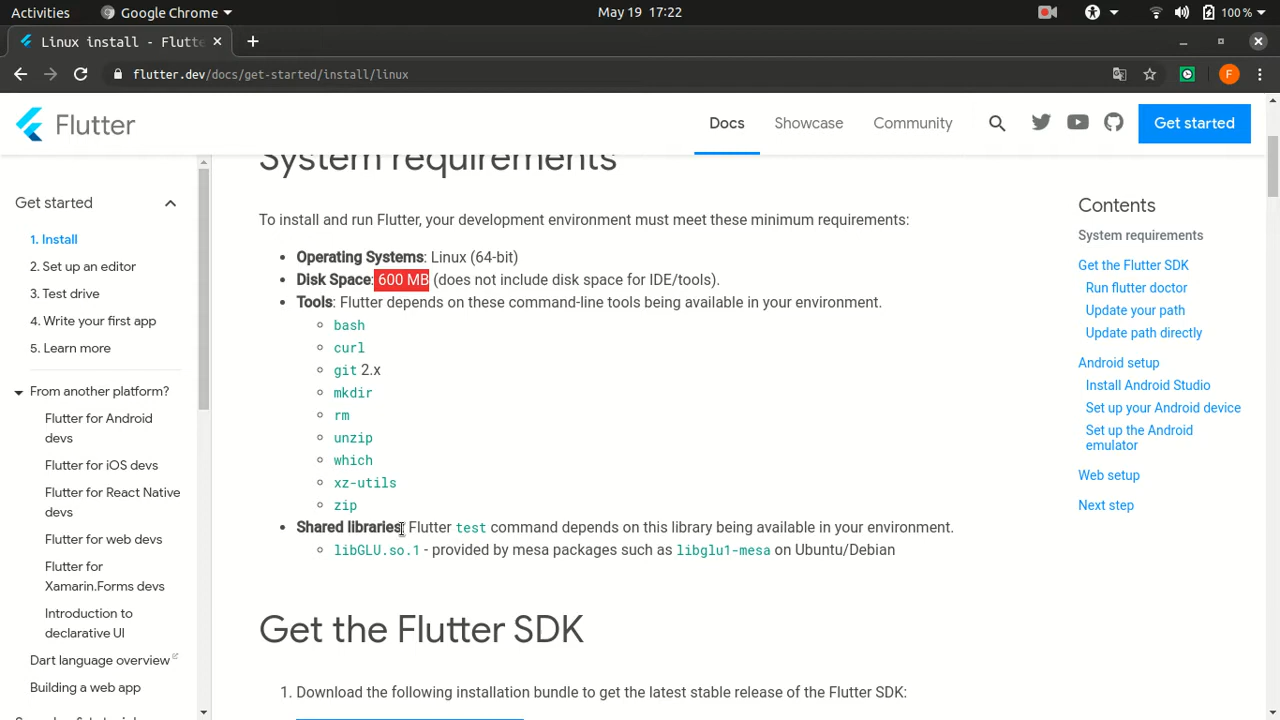 Activities
Google Chrome
May 19 17:22
100 %
Linux install - Flutte
flutter.dev/docs/get-started/install/linux
F
Flutter
Docs
Showcase
Community
Get started
Get started
1. Install
2. Set up an editor
3. Test drive
4. Write your first app
5. Learn more
From another platform?
Flutter for Android
devs
Flutter for iOS devs
Flutter for React Native
devs
Flutter for web devs
Flutter for
Xamarin.Forms devs
Introduction to
declarative UI
Dart language overview
Building a web app
System requirements
To install and run Flutter, your development environment must meet these minimum requirements:
• Operating Systems: Linux (64-bit)
• Disk Space: 600 MB (does not include disk space for IDE/tools).
• Tools: Flutter depends on these command-line tools being available in your environment.
bash
curl
git 2.x
mkdir
rm
unzip
which
xz-utils
zip
• Shared libraries: Flutter test command depends on this library being available in your environment.
libGLU.so.1 - provided by mesa packages such as libglu1-mesa on Ubuntu/Debian
Get the Flutter SDK
1. Download the following installation bundle to get the latest stable release of the Flutter SDK:
Contents
System requirements
Get the Flutter SDK
Run flutter doctor
Update your path
Update path directly
Android setup
Install Android Studio
Set up your Android device
Set up the Android
emulator
Web setup
Next step